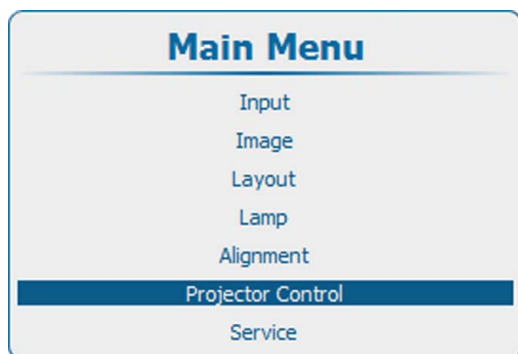 Main Menu
Input
Image
Layout
Lamp
Alignment
Projector Control
Service